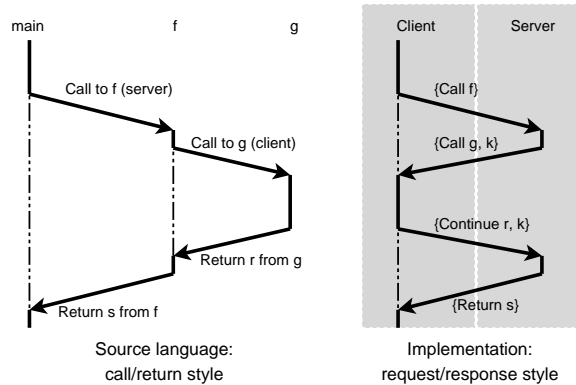 main f g
Call to f (server)
Call to g (client)
Return r from g
Return s from f
Source language:
call/return style
Client Server
{Call f}
{Call g, k}
{Continue r, k}
{Return s}
Implementation:
request/response style